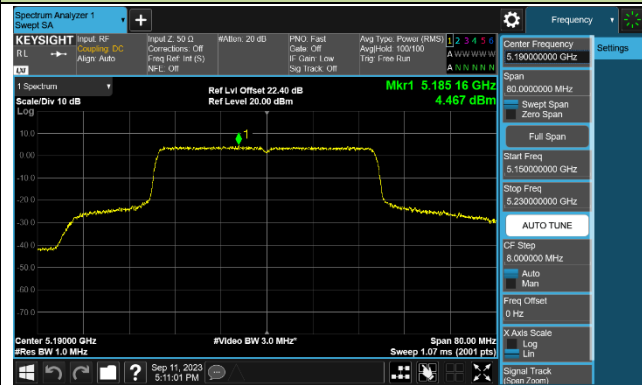 Spectrum Analyzer 1
Swept SA
Frequency
KEYSIGHT
RL
LXI
Input: RF
Coupling: DC
Align: Auto
Input Z: 50 Ω
Corrections: Off
Freq Ref: Int (S)
NFE: Off
#Atten: 20 dB
PNO: Fast
Gate: Off
IF Gain: Low
Sig Track: Off
Avg Type: Power (RMS)
Avg|Hold: 100/100
Trig: Free Run
1 2 3 4 5 6
A W W W W W
A N N N N N
1 Spectrum
Scale/Div 10 dB
Log
Ref Lvl Offset 22.40 dB
Ref Level 20.00 dBm
Mkr1 5.185 16 GHz
4.467 dBm
1
10.0
0.00
-10.0
-20.0
-30.0
-40.0
-50.0
-60.0
-70.0
Center 5.19000 GHz
#Res BW 1.0 MHz
#Video BW 3.0 MHz*
Span 80.00 MHz
Sweep 1.07 ms (2001 pts)
Sep 11, 2023
5:11:01 PM
Center Frequency
5.190000000 GHz
Span
80.0000000 MHz
Swept Span
Zero Span
Full Span
Start Freq
5.150000000 GHz
Stop Freq
5.230000000 GHz
AUTO TUNE
CF Step
8.000000 MHz
Auto
Man
Freq Offset
0 Hz
X Axis Scale
Log
Lin
Signal Track
(Span Zoom)
Settings